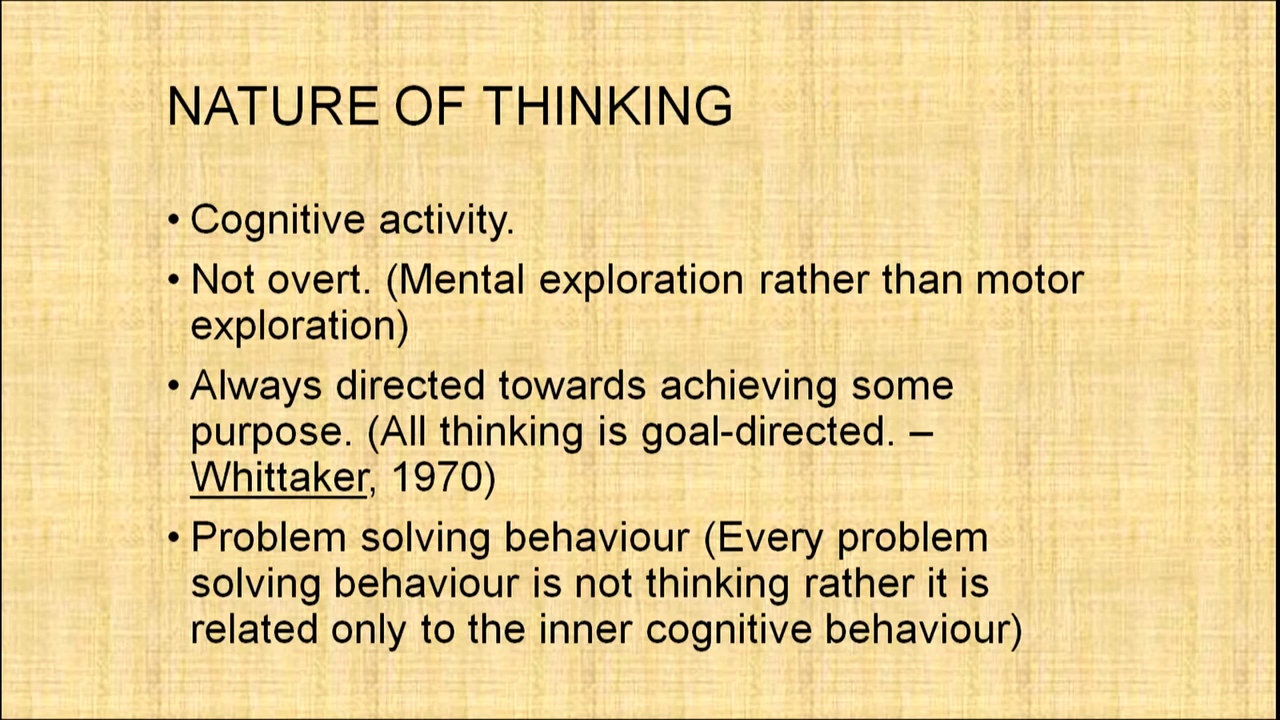 NATURE OF THINKING
• Cognitive activity.
• Not overt. (Mental exploration rather than motor
exploration)
• Always directed towards achieving some
purpose. (All thinking is goal-directed. –
Whittaker, 1970)
• Problem solving behaviour (Every problem
solving behaviour is not thinking rather it is
related only to the inner cognitive behaviour)